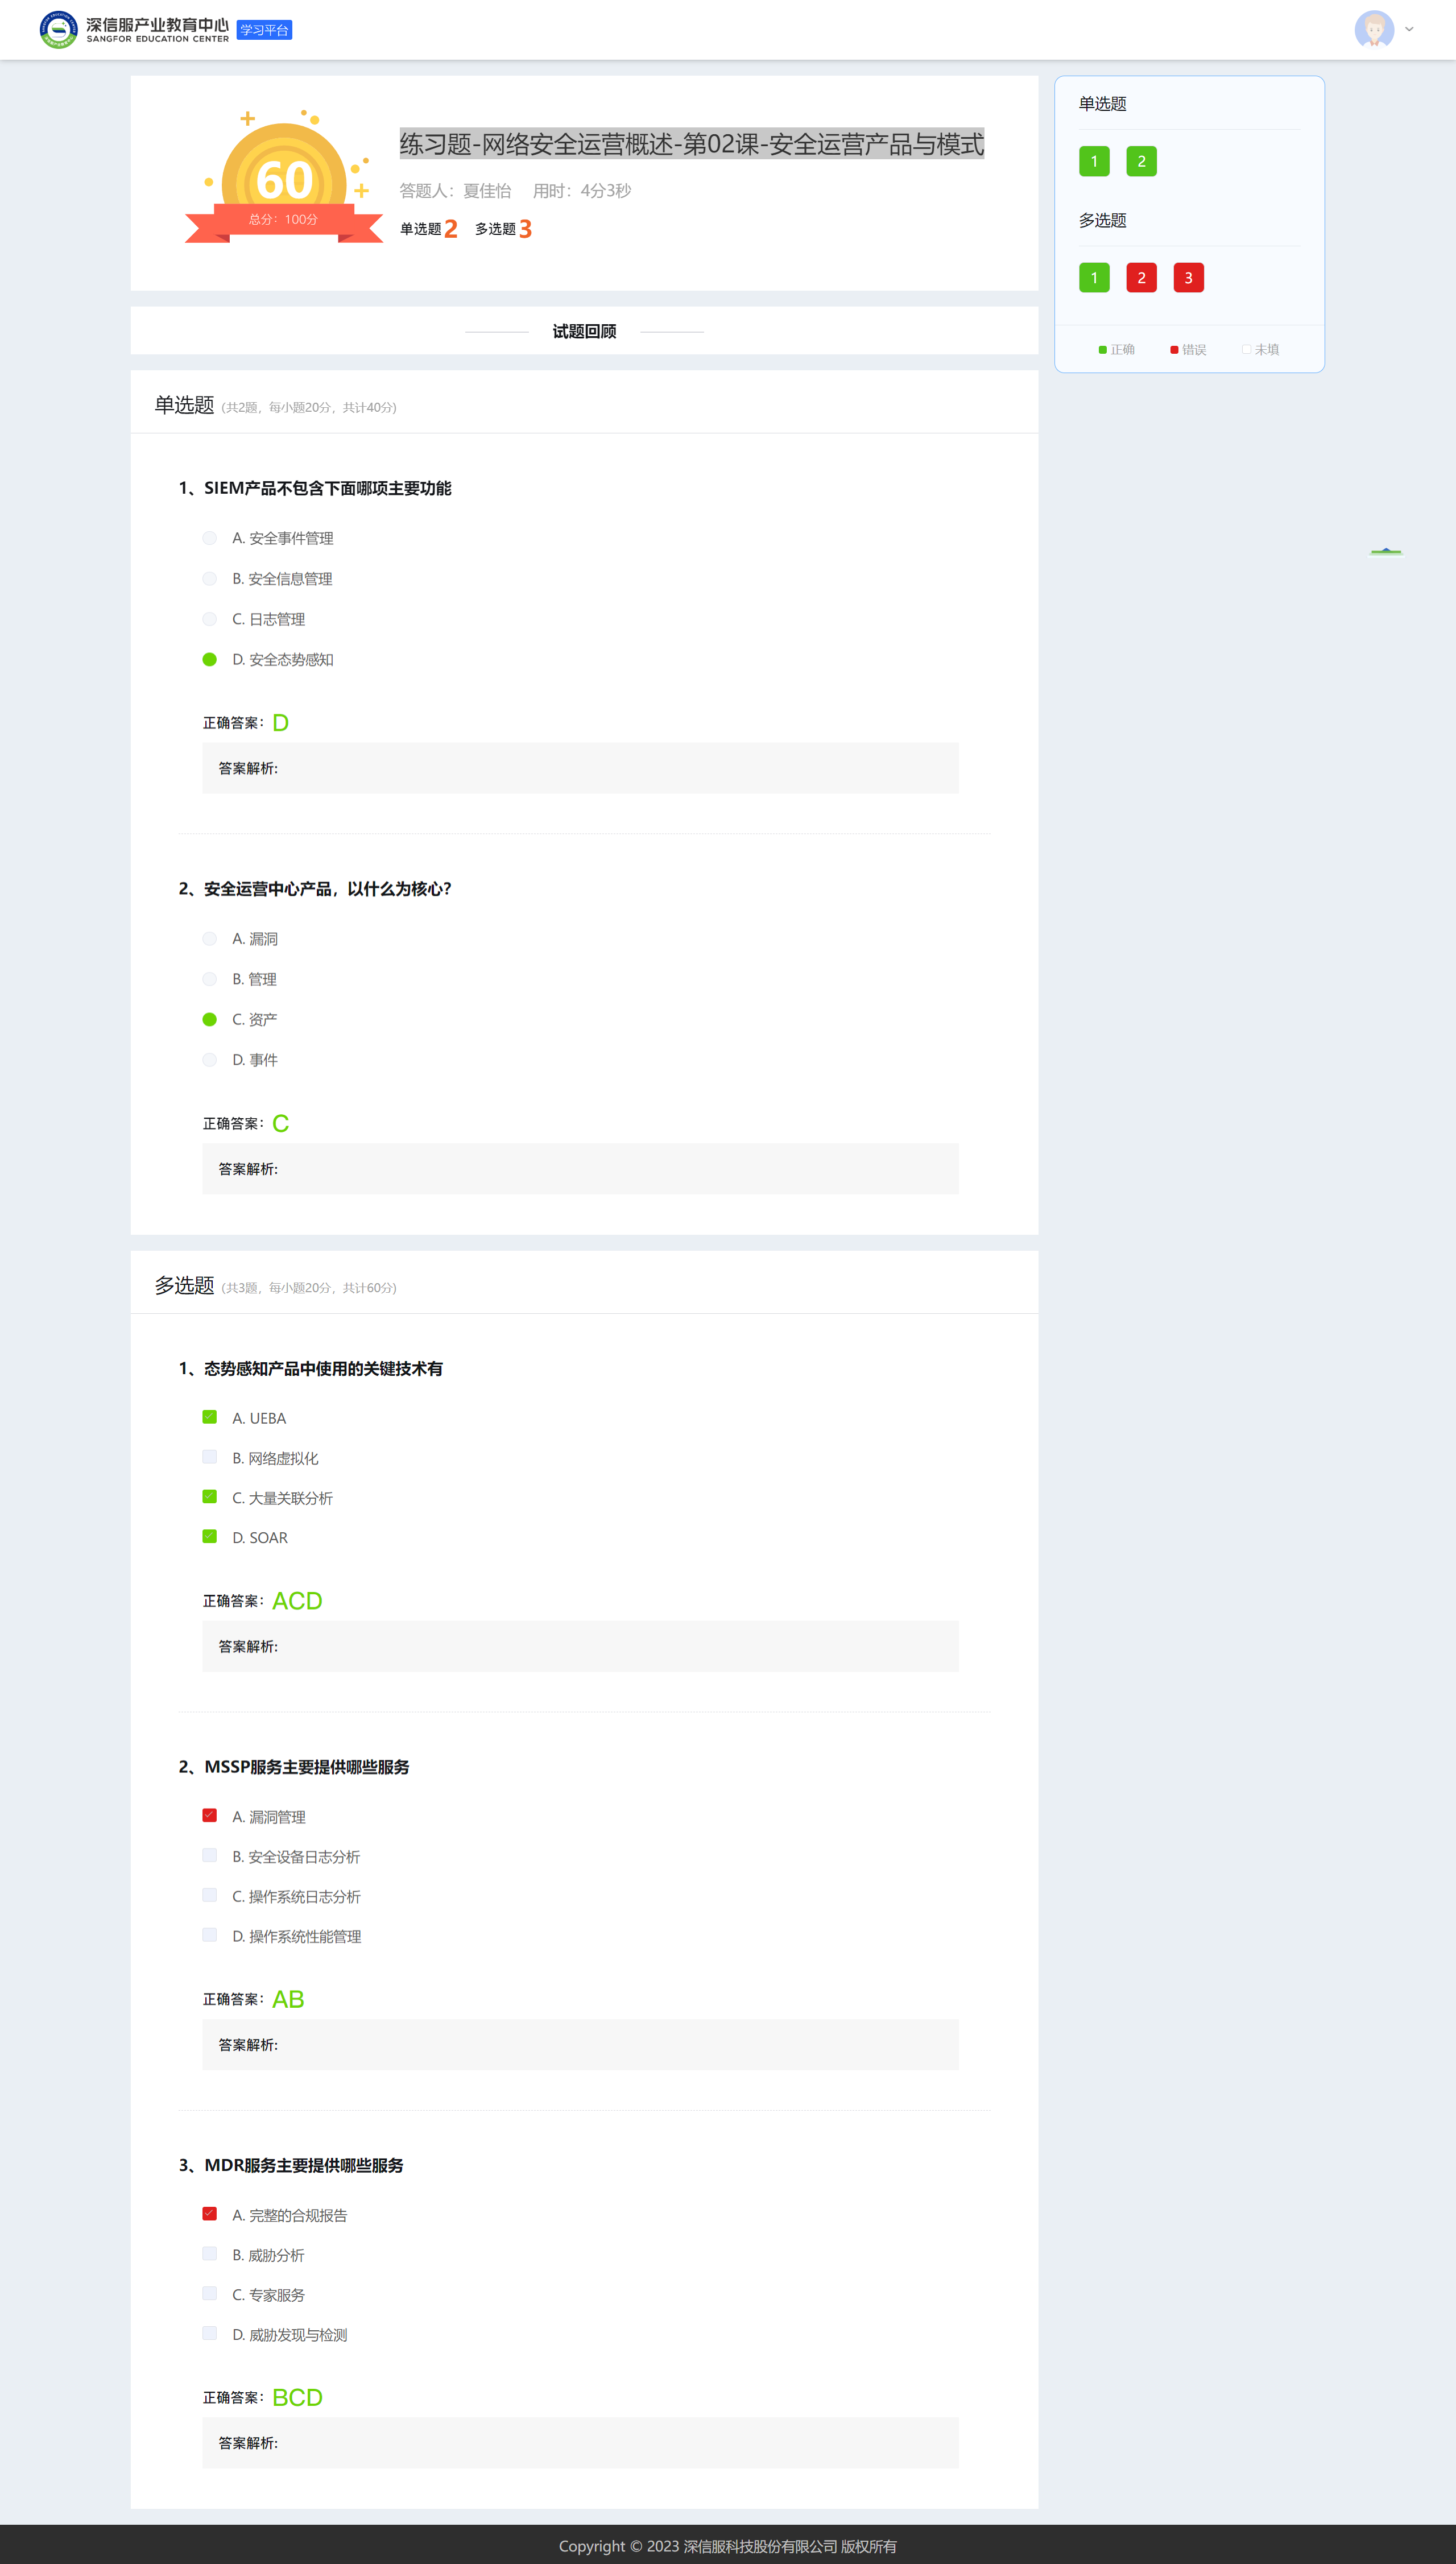 深信服产业教育中心
SANGFOR EDUCATION CENTER
学习平台
60
总分：100分
练习题-网络安全运营概述-第02课-安全运营产品与模式
答题人：夏佳怡 用时：4分3秒
单选题2 多选题3
单选题
1 2
多选题
1 2 3
正确 错误 未填
试题回顾
单选题 (共2题，每小题20分，共计40分)
1、SIEM产品不包含下面哪项主要功能
A. 安全事件管理
B. 安全信息管理
C. 日志管理
D. 安全态势感知
正确答案：D
答案解析:
2、安全运营中心产品，以什么为核心？
A. 漏洞
B. 管理
C. 资产
D. 事件
正确答案：C
答案解析:
多选题 (共3题，每小题20分，共计60分)
1、态势感知产品中使用的关键技术有
A. UEBA
B. 网络虚拟化
C. 大量关联分析
D. SOAR
正确答案：ACD
答案解析:
2、MSSP服务主要提供哪些服务
A. 漏洞管理
B. 安全设备日志分析
C. 操作系统日志分析
D. 操作系统性能管理
正确答案：AB
答案解析:
3、MDR服务主要提供哪些服务
A. 完整的合规报告
B. 威胁分析
C. 专家服务
D. 威胁发现与检测
正确答案：BCD
答案解析:
Copyright © 2023 深信服科技股份有限公司 版权所有